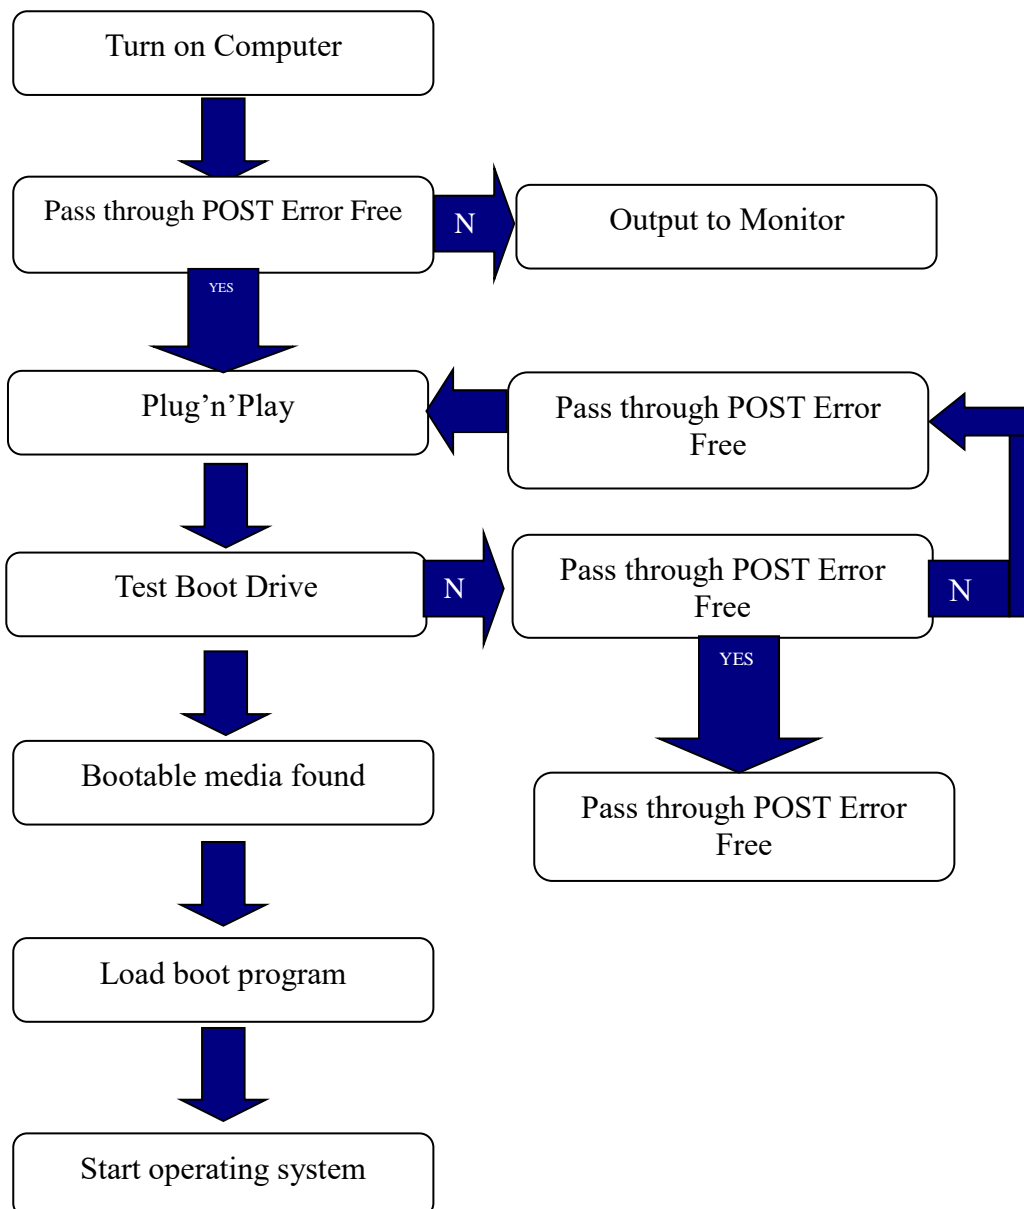 Turn on Computer
Pass through POST Error Free
N
Output to Monitor
YES
Plug’n’Play
Pass through POST Error
Free
Test Boot Drive
N
Pass through POST Error
Free
N
YES
Bootable media found
Pass through POST Error
Free
Load boot program
Start operating system